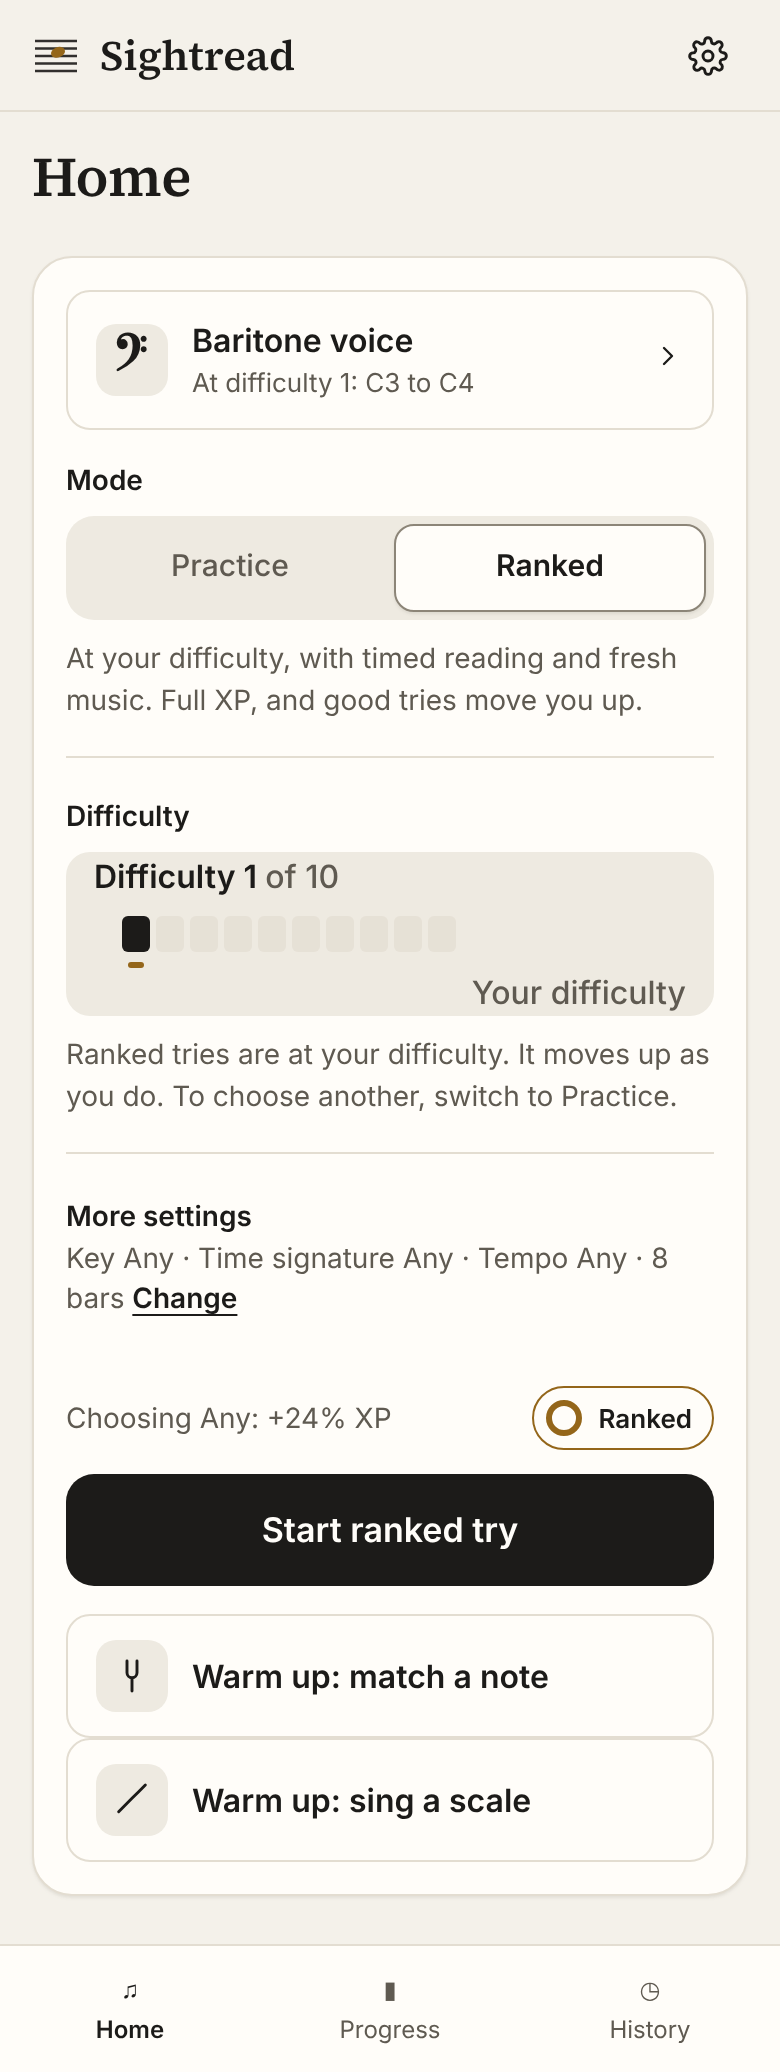 Sightread
Home
Baritone voice
At difficulty 1: C3 to C4
Mode
Practice
Ranked
At your difficulty, with timed reading and fresh
music. Full XP, and good tries move you up.
Difficulty
Difficulty 1 of 10
Your difficulty
Ranked tries are at your difficulty. It moves up as
you do. To choose another, switch to Practice.
More settings
Key Any · Time signature Any · Tempo Any · 8
bars Change
Choosing Any: +24% XP
Ranked
Start ranked try
Warm up: match a note
Warm up: sing a scale
Home
Progress
History